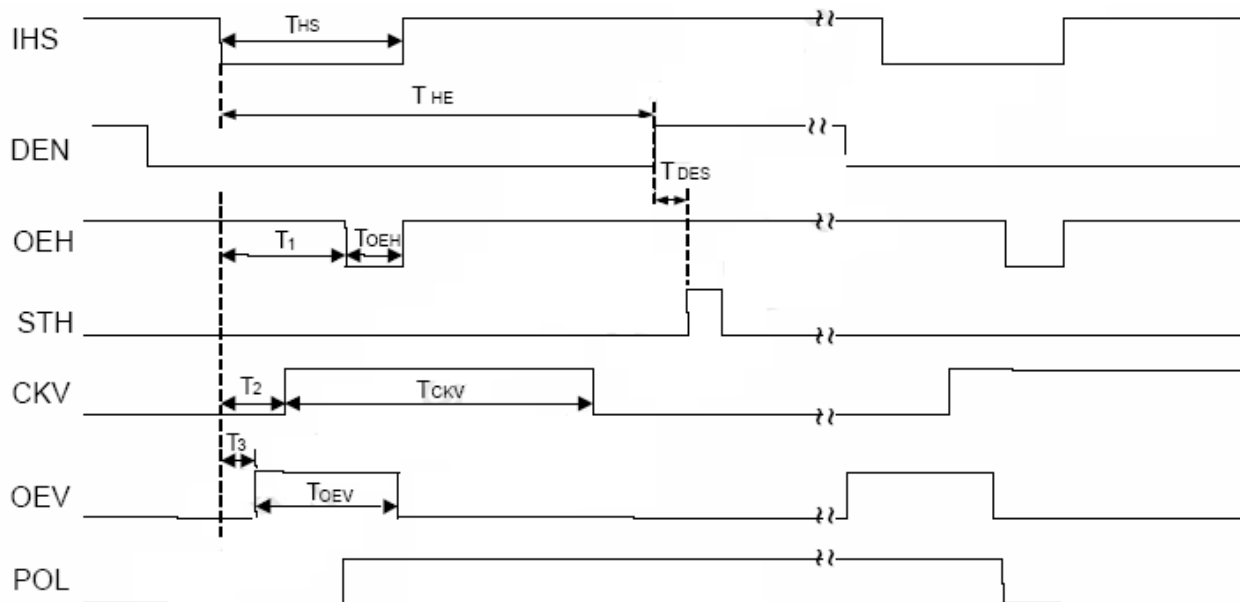 IHS
THS
THE
DEN
TDES
OEH
T1
TOEH
STH
CKV
T2
TCKV
T3
OEV
TOEV
POL